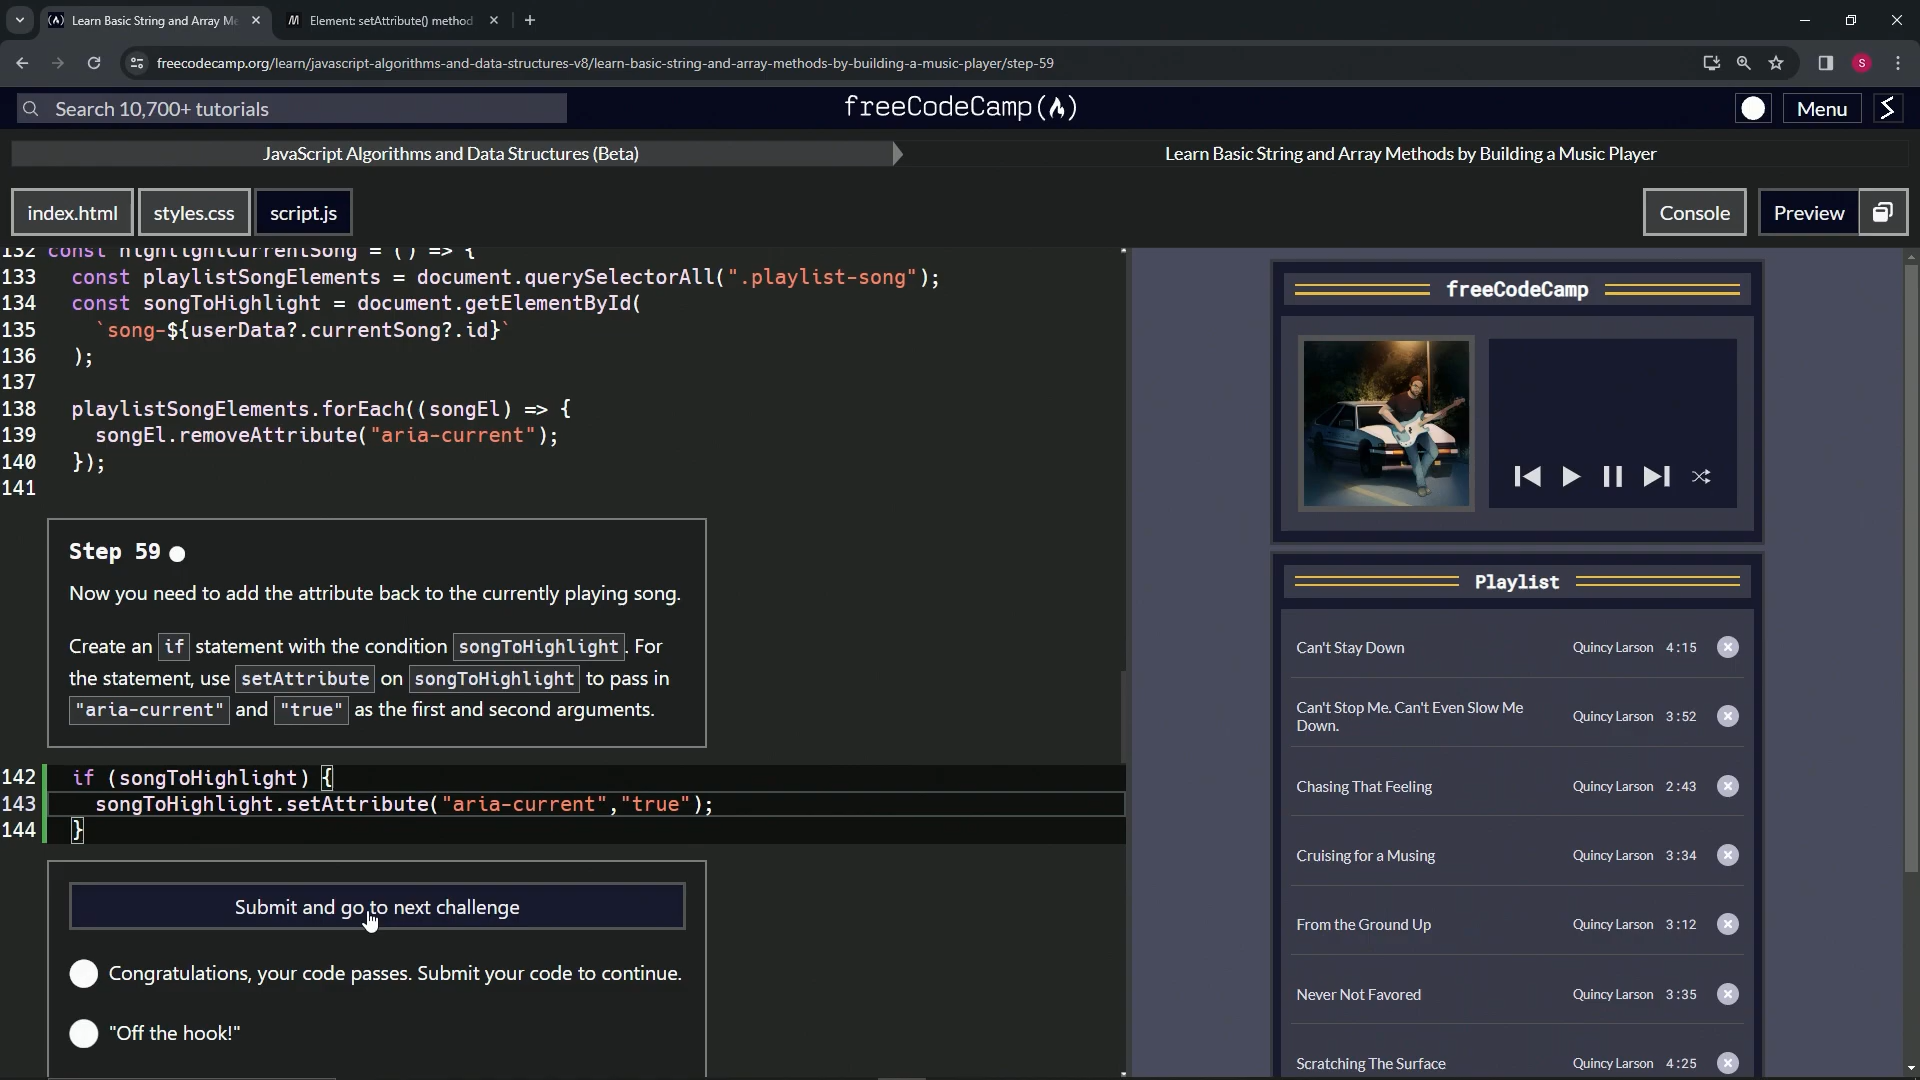 Learn Basic String and Array Me
Element: setAttribute() method
freecodecamp.org/learn/javascript-algorithms-and-data-structures-v8/learn-basic-string-and-array-methods-by-building-a-music-player/step-59
S
Search 10,700+ tutorials
freeCodeCamp
Menu
JavaScript Algorithms and Data Structures (Beta)
Learn Basic String and Array Methods by Building a Music Player
index.html
styles.css
script.js
Console
Preview
132 const highlightCurrentSong = () => {
133 const playlistSongElements = document.querySelectorAll(".playlist-song");
134 const songToHighlight = document.getElementById(
135 `song-${userData?.currentSong?.id}`
136 );
137
138 playlistSongElements.forEach((songEl) => {
139 songEl.removeAttribute("aria-current");
140 });
141
Step 59
Now you need to add the attribute back to the currently playing song.
Create an if statement with the condition songToHighlight. For
the statement, use setAttribute on songToHighlight to pass in
"aria-current" and "true" as the first and second arguments.
142 if (songToHighlight) {
143 songToHighlight.setAttribute("aria-current","true");
144 }
Submit and go to next challenge
Congratulations, your code passes. Submit your code to continue.
"Off the hook!"
freeCodeCamp
Playlist
Can't Stay Down Quincy Larson 4:15
Can't Stop Me. Can't Even Slow Me
Down. Quincy Larson 3:52
Chasing That Feeling Quincy Larson 2:43
Cruising for a Musing Quincy Larson 3:34
From the Ground Up Quincy Larson 3:12
Never Not Favored Quincy Larson 3:35
Scratching The Surface Quincy Larson 4:25